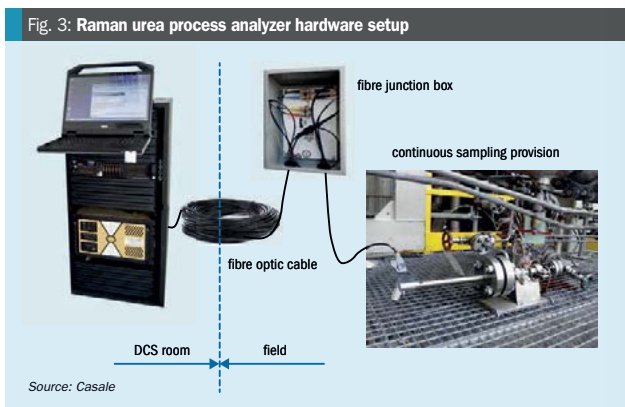 Fig. 3: Raman urea process analyzer hardware setup
fibre junction box
continuous sampling provision
fibre optic cable
DCS room
field
Source: Casale